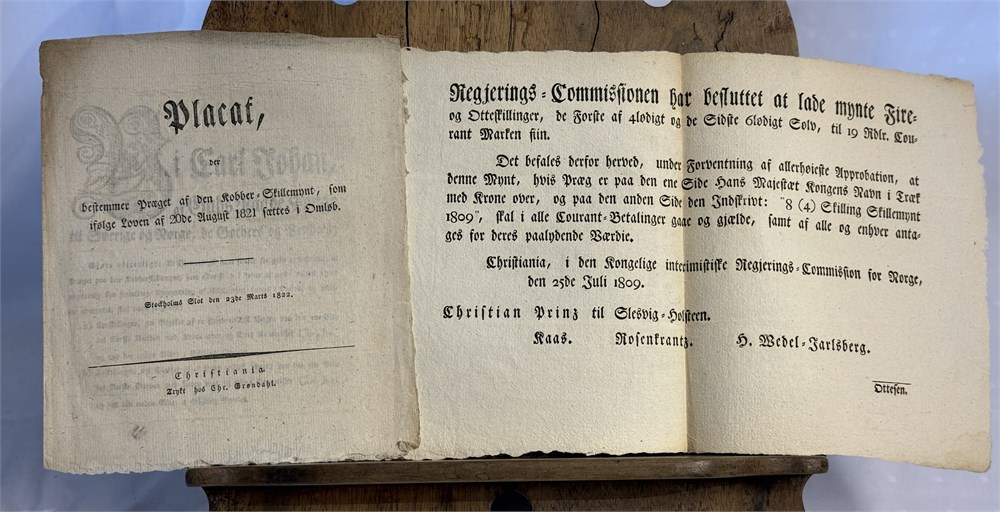 Placat,
der
bestemmer Præget af den Kobber-Skillemynt, som
ifølge Loven af 20de August 1821 sættes i Omløb.
Stockholms Slot den 23de Marts 1822.
Christiania.
Trykt hos Chr. Grøndahl.
Regjerings-Commissionen har besluttet at lade mynte Fire-
og Otteskillinger, de Første af 4lødigt og de Sidste 6lødigt Sølv, til 19 Rdlr. Cou-
rant Marken fiin.
Det befales derfor herved, under Forventning af allerhøieste Approbation, at
denne Mynt, hvis Præg er paa den ene Side Hans Majestæt Kongens Navn i Træk
med Krone over, og paa den anden Side den Indskrivt: "8 (4) Skilling Skillemynt
1809", skal i alle Courant-Betalinger gaae og gjælde, samt af alle og enhver anta-
ges for deres paalydende Værdie.
Christiania, i den Kongelige interimistiske Regjerings-Commission for Norge,
den 25de Juli 1809.
Christian Prinz til Slesvig-Holsteen.
Kaas. Rosenkrantz. H. Wedel-Jarlsberg.
Ottesen.